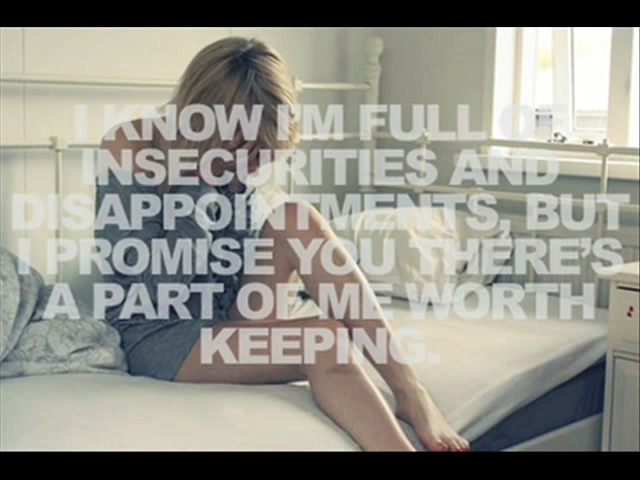 I KNOW I'M FULL OF
INSECURITIES AND
DISAPPOINTMENTS, BUT
I PROMISE YOU THERE'S
A PART OF ME WORTH
KEEPING.